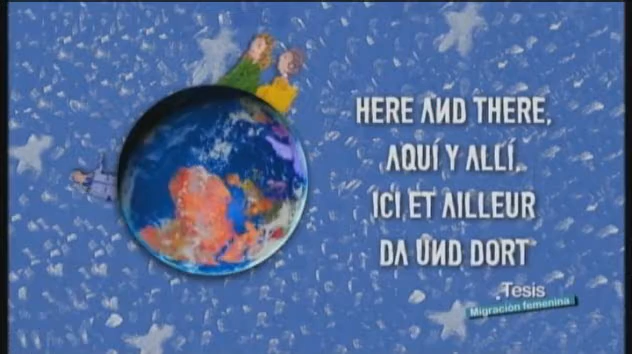 HERE AND THERE,
AQUÍ Y ALLÍ,
ICI ET AILLEUR
DA UND DORT
Tesis
Migración femenina